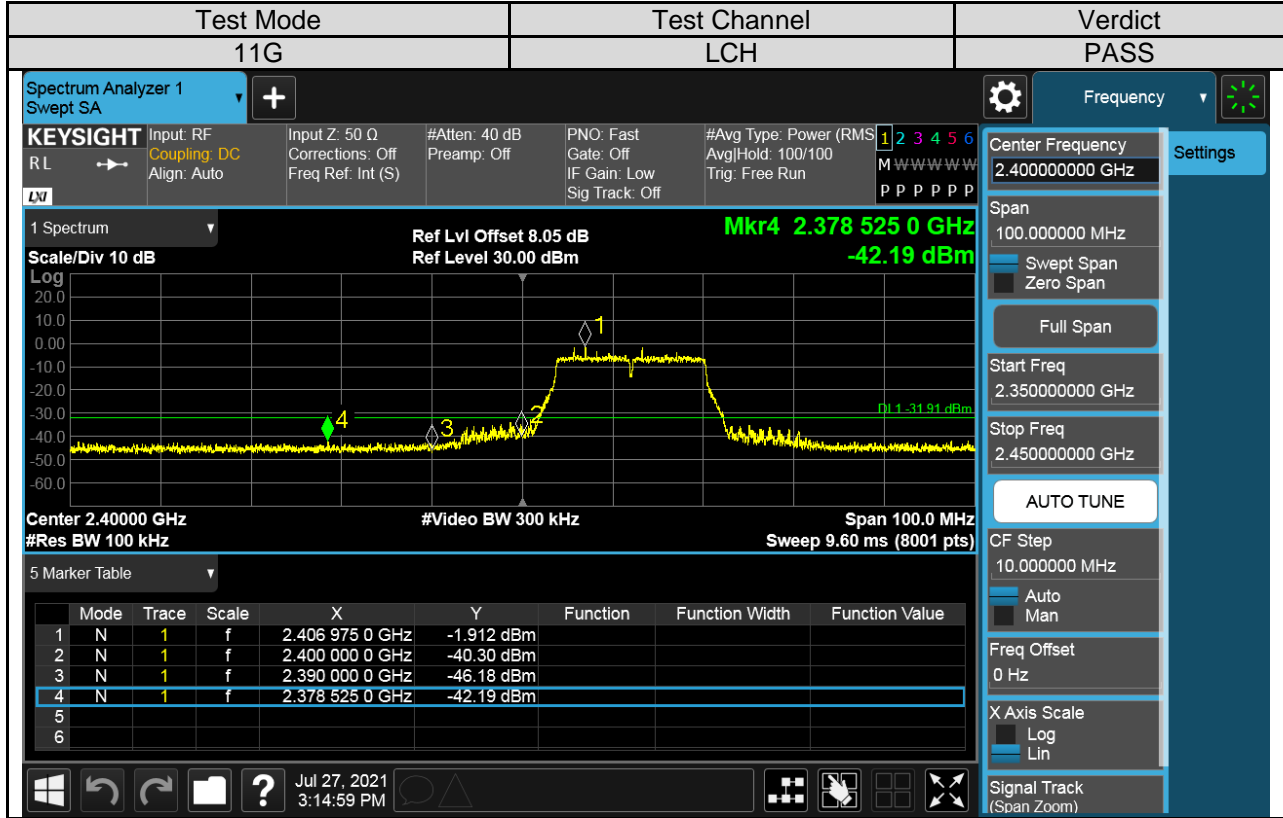 Test Mode Test Channel Verdict
11G LCH PASS
Spectrum Analyzer 1
Swept SA
Frequency
KEYSIGHT Input: RF Input Z: 50 Ω #Atten: 40 dB PNO: Fast #Avg Type: Power (RMS 1 2 3 4 5 6
RL Coupling: DC Corrections: Off Preamp: Off Gate: Off Avg|Hold: 100/100 M W W W W W
Align: Auto Freq Ref: Int (S) IF Gain: Low Trig: Free Run
LXI Sig Track: Off P P P P P P
1 Spectrum
Ref Lvl Offset 8.05 dB
Mkr4 2.378 525 0 GHz
Scale/Div 10 dB Ref Level 30.00 dBm -42.19 dBm
Log
20.0
10.0
0.00
-10.0
-20.0
-30.0
-40.0
-50.0
-60.0
1
2
3
4
DL1 -31.91 dBm
Center 2.40000 GHz #Video BW 300 kHz Span 100.0 MHz
#Res BW 100 kHz Sweep 9.60 ms (8001 pts)
5 Marker Table
Mode Trace Scale X Y Function Function Width Function Value
1 N 1 f 2.406 975 0 GHz -1.912 dBm
2 N 1 f 2.400 000 0 GHz -40.30 dBm
3 N 1 f 2.390 000 0 GHz -46.18 dBm
4 N 1 f 2.378 525 0 GHz -42.19 dBm
5
6
Jul 27, 2021
3:14:59 PM
?
Center Frequency
2.400000000 GHz
Settings
Span
100.000000 MHz
Swept Span
Zero Span
Full Span
Start Freq
2.350000000 GHz
Stop Freq
2.450000000 GHz
AUTO TUNE
CF Step
10.000000 MHz
Auto
Man
Freq Offset
0 Hz
X Axis Scale
Log
Lin
Signal Track
(Span Zoom)